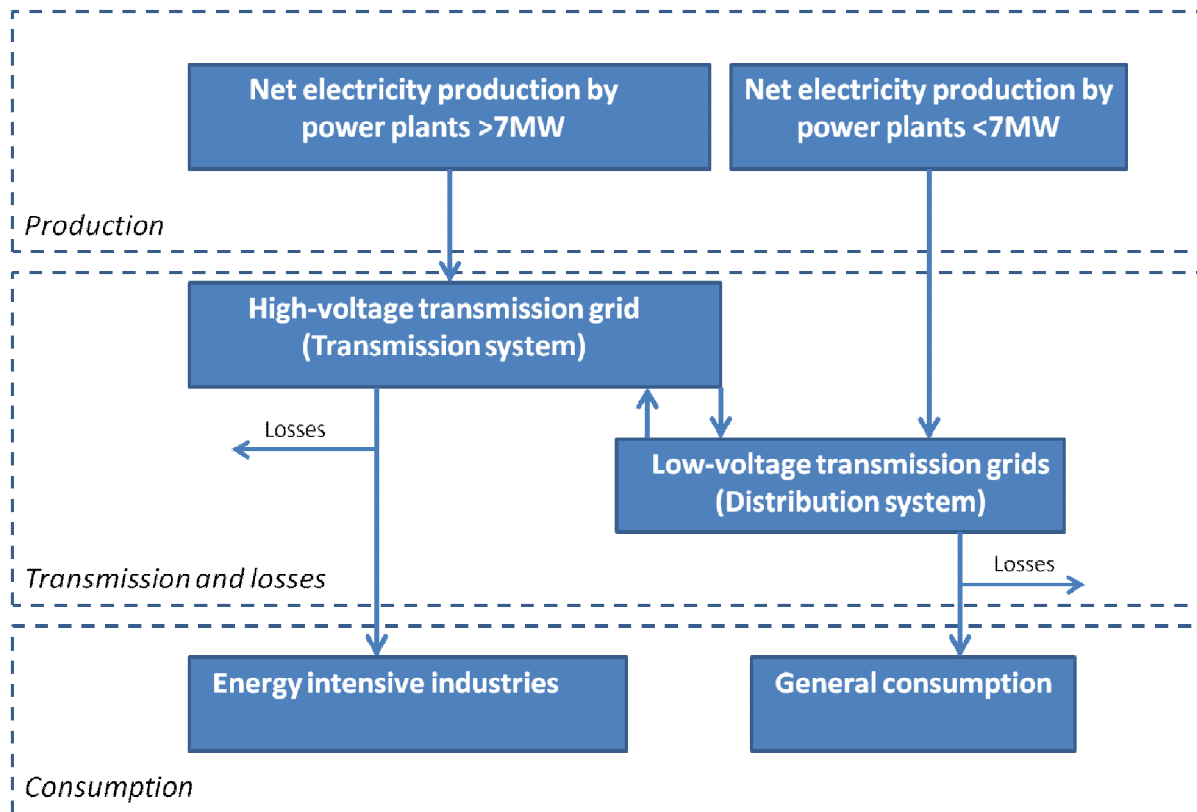 Net electricity production by
power plants >7MW
Net electricity production by
power plants <7MW
Production
High-voltage transmission grid
(Transmission system)
Losses
Low-voltage transmission grids
(Distribution system)
Losses
Transmission and losses
Energy intensive industries
General consumption
Consumption